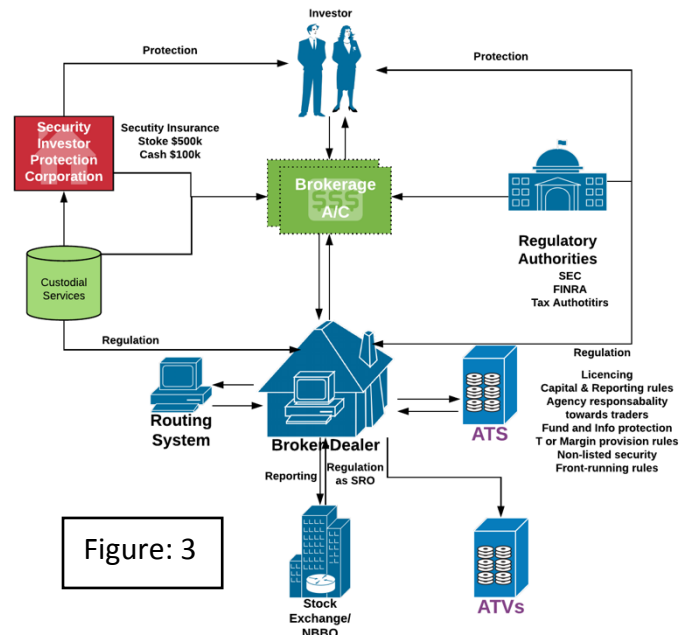 Investor
Protection
Protection
Security
Investor
Protection
Corporation
Secutity Insurance
Stoke $500k
Cash $100k
Brokerage
$$$
A/C
Regulatory
Authorities
SEC
FINRA
Tax Authotitirs
Custodial
Services
Regulation
Regulation
Licencing
Capital & Reporting rules
Agency responsability
towards traders
Fund and Info protection
T or Margin provision rules
Non-listed security
Front-running rules
Routing
System
Broker Dealer
ATS
Reporting
Regulation
as SRO
Figure: 3
Stock
Exchange/
NBBO
ATVs